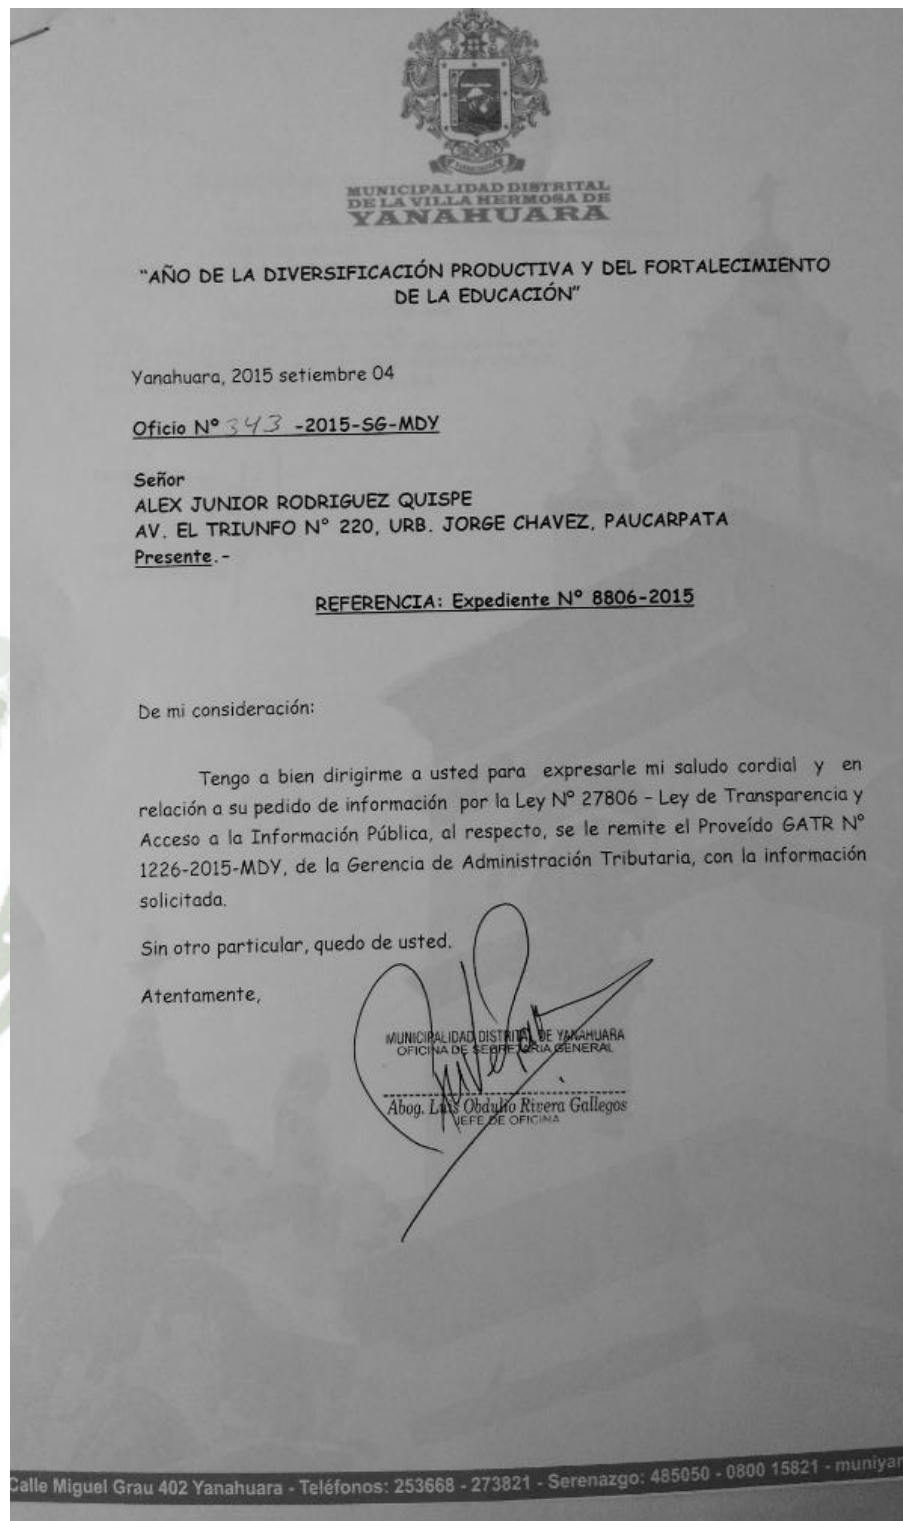 MUNICIPALIDAD DISTRITAL
DE LA VILLA HERMOSA DE
YANAHUARA
"AÑO DE LA DIVERSIFICACIÓN PRODUCTIVA Y DEL FORTALECIMIENTO
DE LA EDUCACIÓN"
Yanahuara, 2015 setiembre 04
Oficio Nº 343 -2015-SG-MDY
Señor
ALEX JUNIOR RODRIGUEZ QUISPE
AV. EL TRIUNFO N° 220, URB. JORGE CHAVEZ, PAUCARPATA
Presente.-
REFERENCIA: Expediente Nº 8806-2015
De mi consideración:
Tengo a bien dirigirme a usted para expresarle mi saludo cordial y en
relación a su pedido de información por la Ley Nº 27806 - Ley de Transparencia y
Acceso a la Información Pública, al respecto, se le remite el Proveído GATR Nº
1226-2015-MDY, de la Gerencia de Administración Tributaria, con la información
solicitada.
Sin otro particular, quedo de usted.
Atentamente,
MUNICIPALIDAD DISTRITAL DE YANAHUARA
OFICINA DE SECRETARIA GENERAL
Abog. Luis Obdulio Rivera Gallegos
JEFE DE OFICINA
Calle Miguel Grau 402 Yanahuara - Teléfonos: 253668 - 273821 - Serenazgo: 485050 - 0800 15821 - muniyan